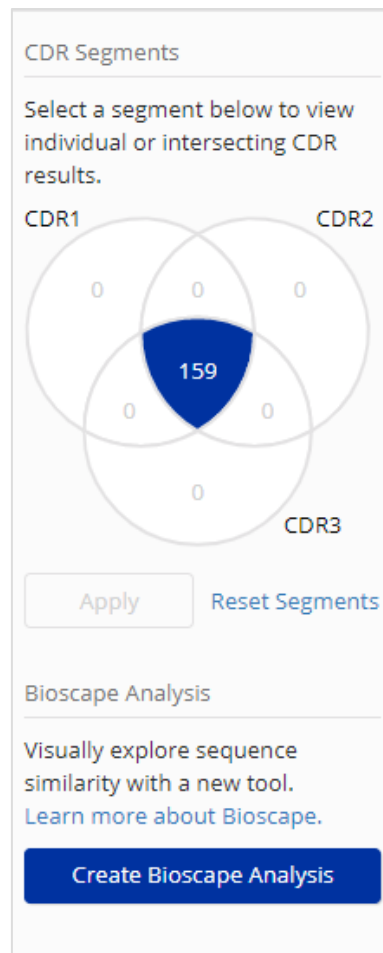 CDR Segments
Select a segment below to view
individual or intersecting CDR
results.
CDR1 CDR2
0 0 0
159
0 0
0
CDR3
Apply Reset Segments
Bioscape Analysis
Visually explore sequence
similarity with a new tool.
Learn more about Bioscape.
Create Bioscape Analysis